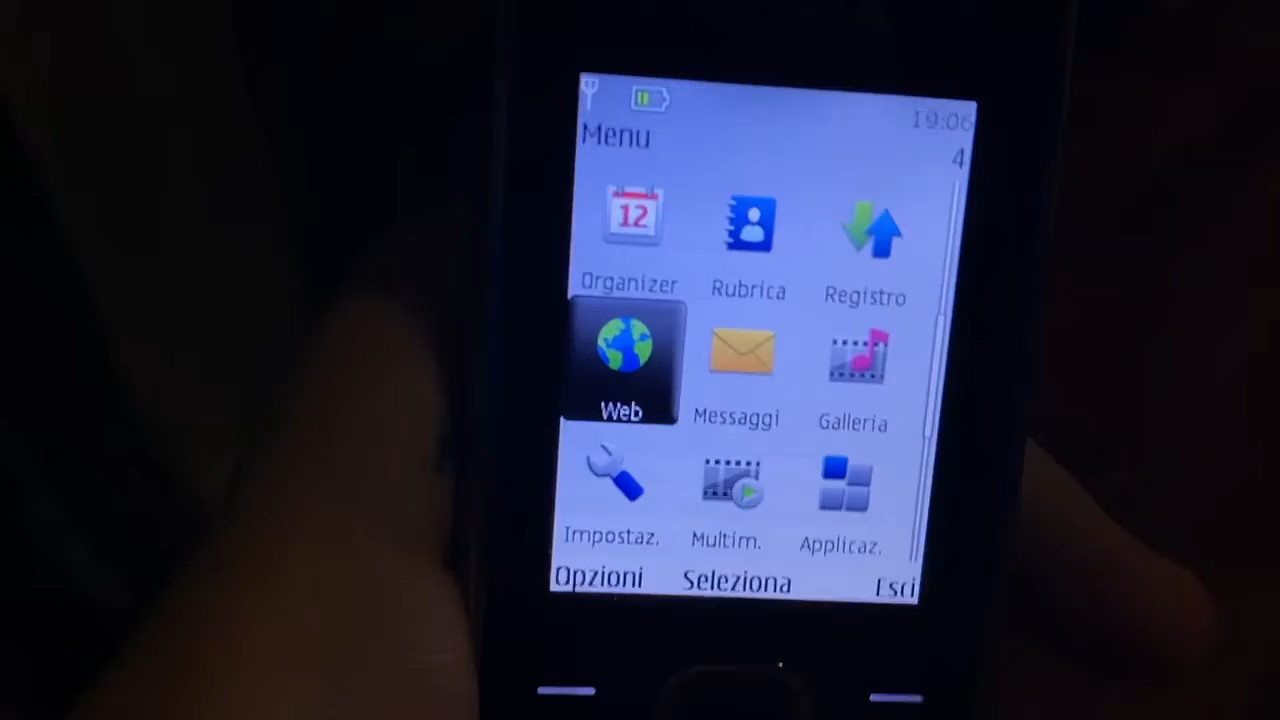 19:06
Menu
4
12
Organizer Rubrica Registro
Web Messaggi Galleria
Impostaz. Multim. Applicaz.
Opzioni Seleziona Esci